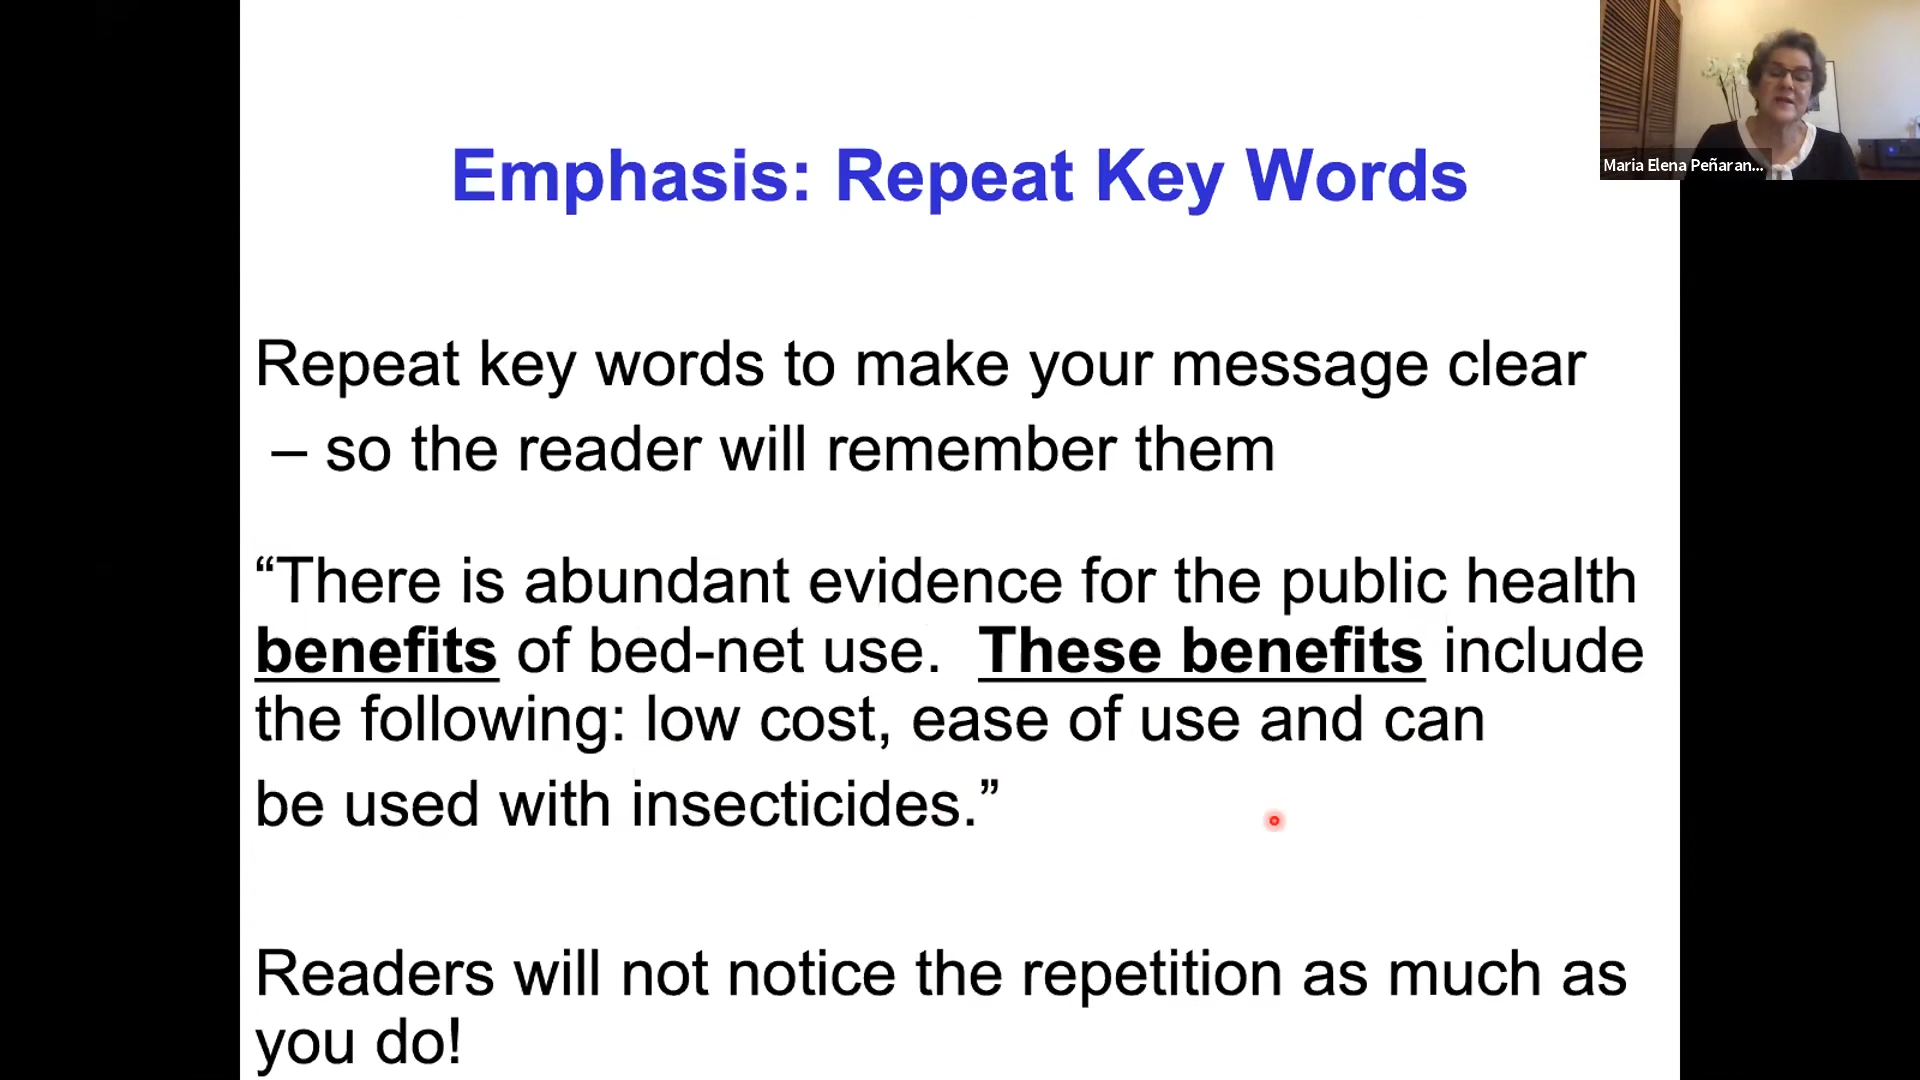 Emphasis: Repeat Key Words
Maria Elena Peñaran...
Repeat key words to make your message clear
– so the reader will remember them
“There is abundant evidence for the public health
benefits of bed-net use.  These benefits include
the following: low cost, ease of use and can
be used with insecticides.”
Readers will not notice the repetition as much as
you do!